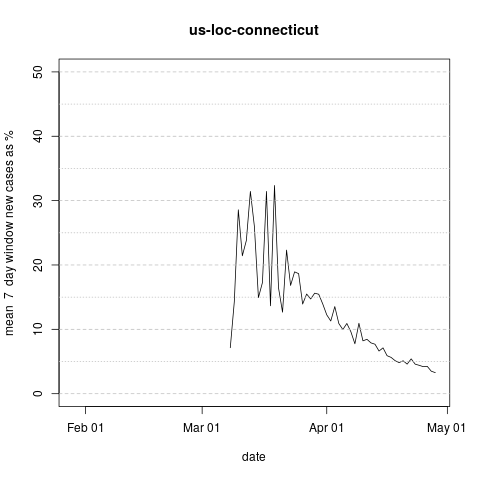 us-loc-connecticut
mean 7 day window new cases as %
50
40
30
20
10
0
Feb 01
Mar 01
Apr 01
May 01
date